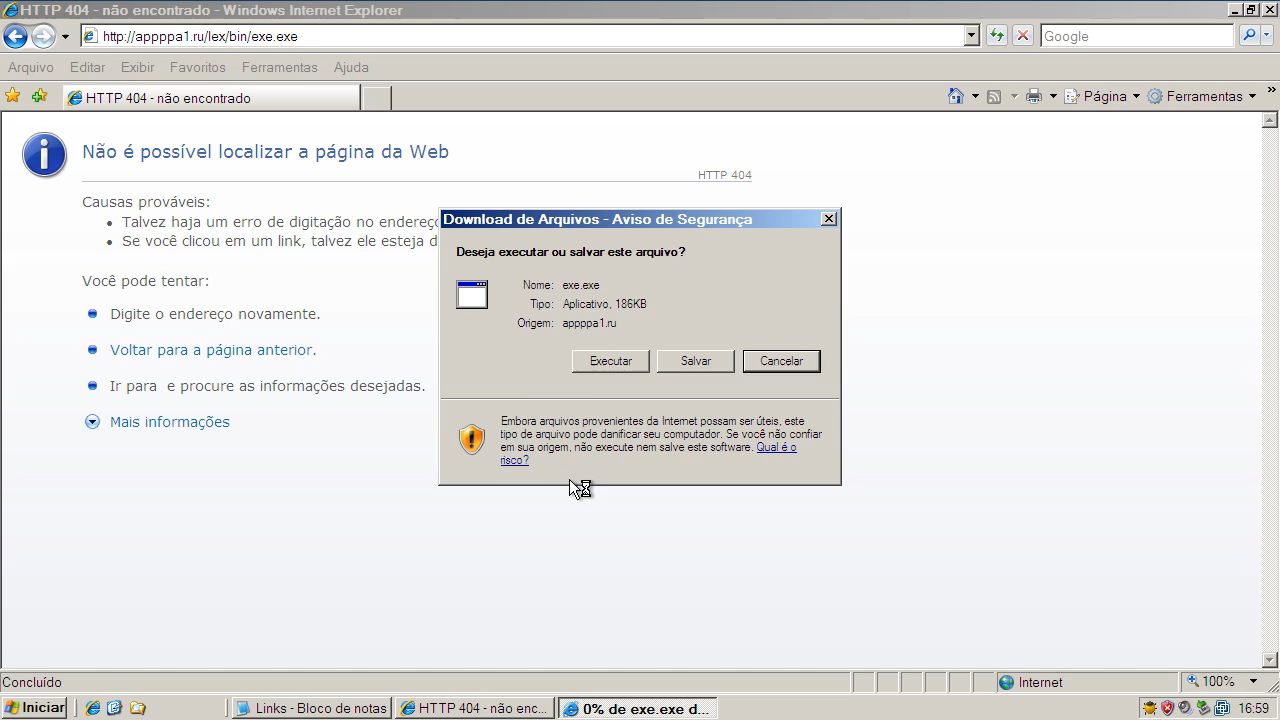 HTTP 404 - não encontrado - Windows Internet Explorer
http://appppa1.ru/lex/bin/exe.exe
Google
Arquivo Editar Exibir Favoritos Ferramentas Ajuda
HTTP 404 - não encontrado
Página Ferramentas »
Não é possível localizar a página da Web
HTTP 404
Causas prováveis:
• Talvez haja um erro de digitação no endereço
• Se você clicou em um link, talvez ele esteja d
Você pode tentar:
Digite o endereço novamente.
Voltar para a página anterior.
Ir para e procure as informações desejadas.
Mais informações
Download de Arquivos - Aviso de Segurança
Deseja executar ou salvar este arquivo?
Nome: exe.exe
Tipo: Aplicativo, 186KB
Origem: appppa1.ru
Executar Salvar Cancelar
Embora arquivos provenientes da Internet possam ser úteis, este
tipo de arquivo pode danificar seu computador. Se você não confiar
em sua origem, não execute nem salve este software. Qual é o
risco?
Concluído
Internet
100%
Iniciar
Links - Bloco de notas
HTTP 404 - não enc...
0% de exe.exe d...
16:59